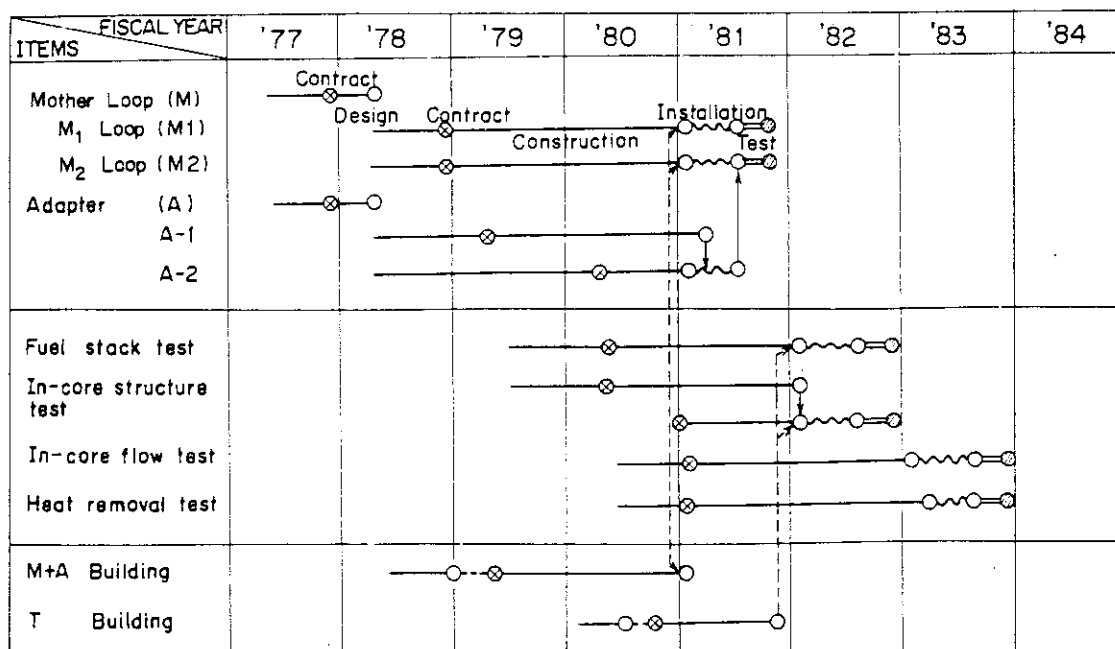 FISCAL YEAR
ITEMS
'77 '78 '79 '80 '81 '82 '83 '84
Contract
Mother Loop (M)
Design Contract Installation
M1 Loop (M1)
Construction Test
M2 Loop (M2)
Adapter (A)
A-1
A-2
Fuel stack test
In-core structure
test
In-core flow test
Heat removal test
M+A Building
T Building